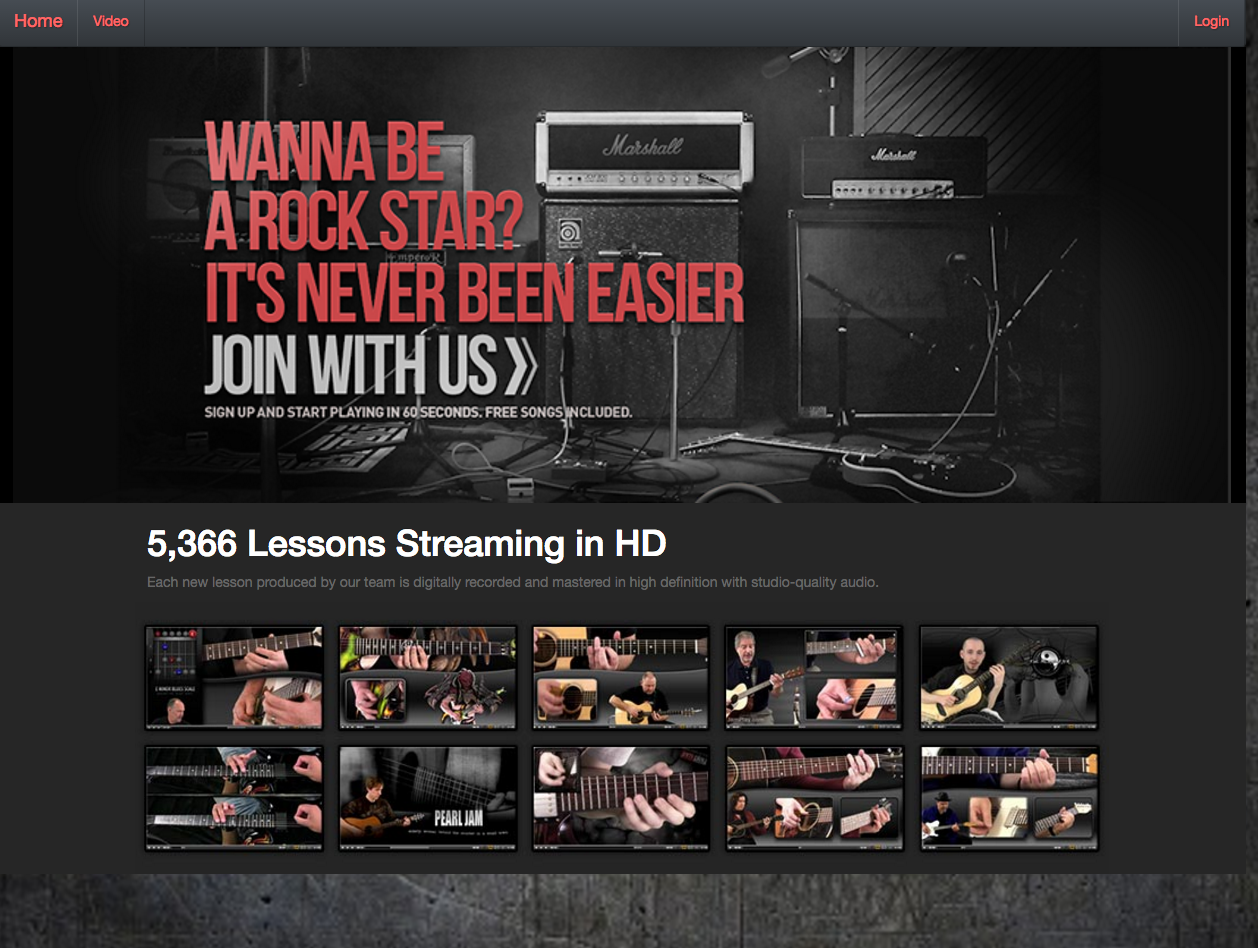 Home
Video
Login
Marshall
Marshall
WANNA BE
A ROCK STAR?
IT'S NEVER BEEN EASIER
JOIN WITH US
SIGN UP AND START PLAYING IN 60 SECONDS. FREE SONGS INCLUDED.
5,366 Lessons Streaming in HD
Each new lesson produced by our team is digitally recorded and mastered in high definition with studio-quality audio.
PEARL JAM